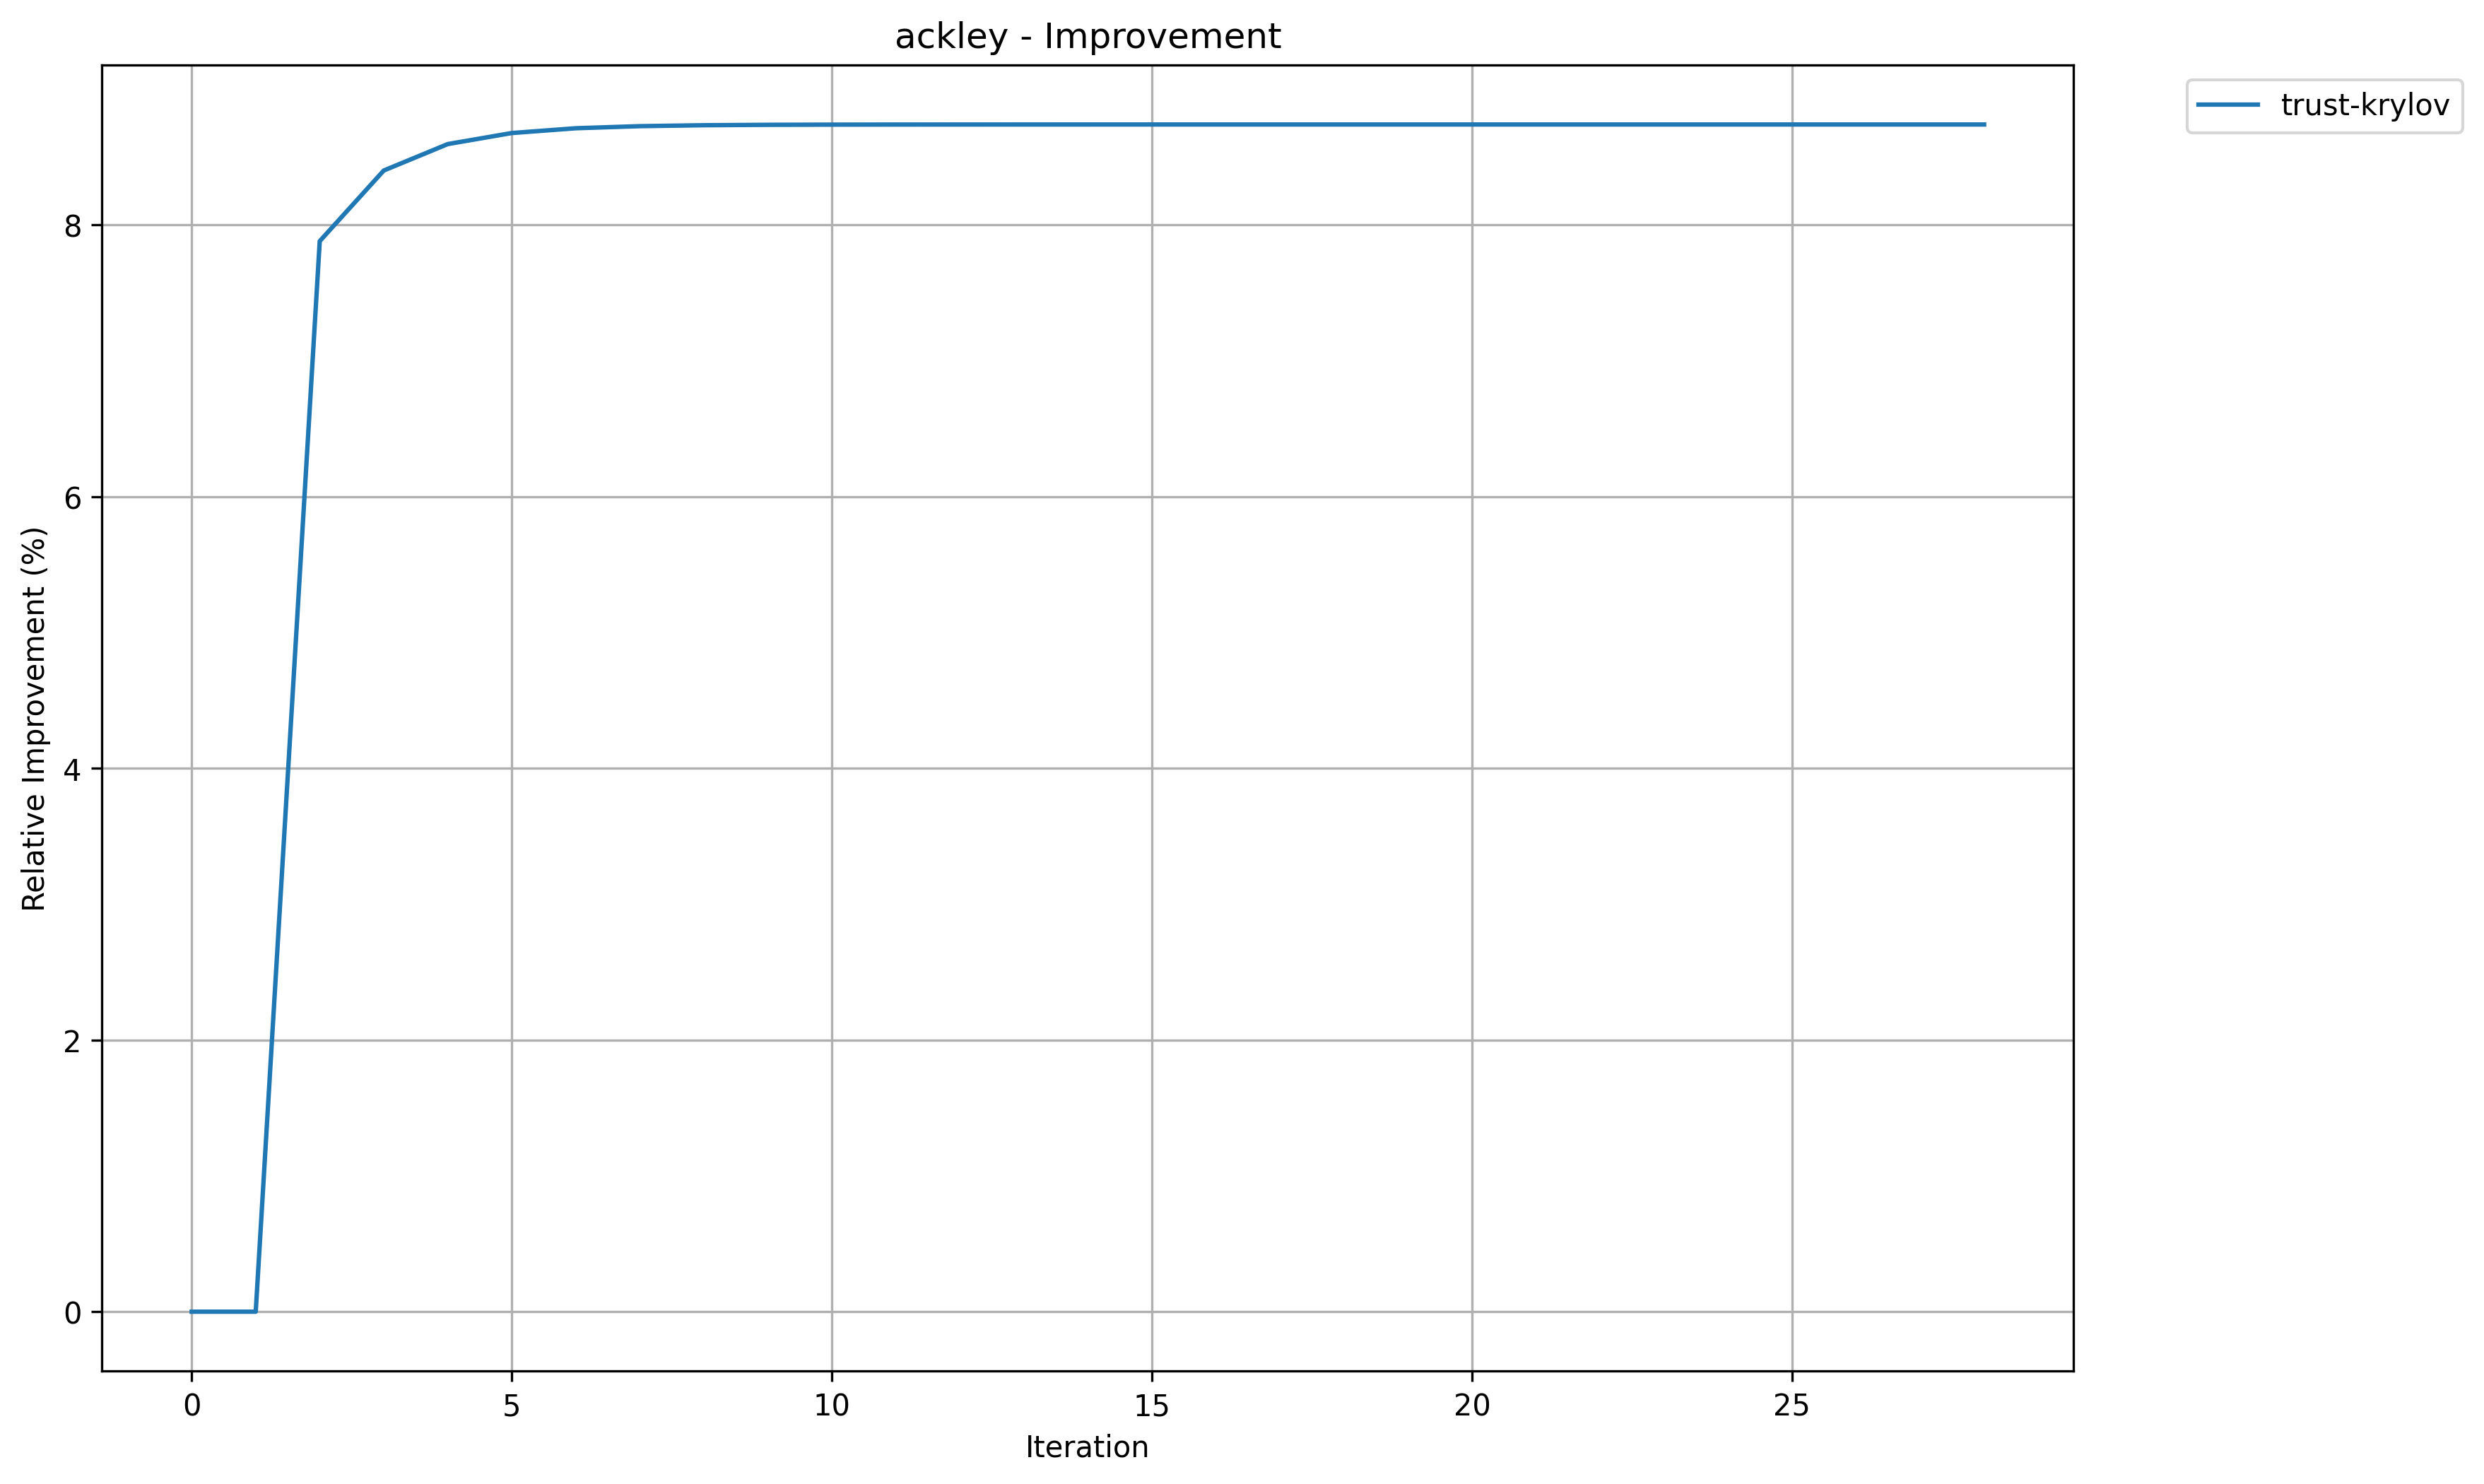 ackley - Improvement
trust-krylov
Relative Improvement (%)
8
6
4
2
0
0 5 10 15 20 25
Iteration